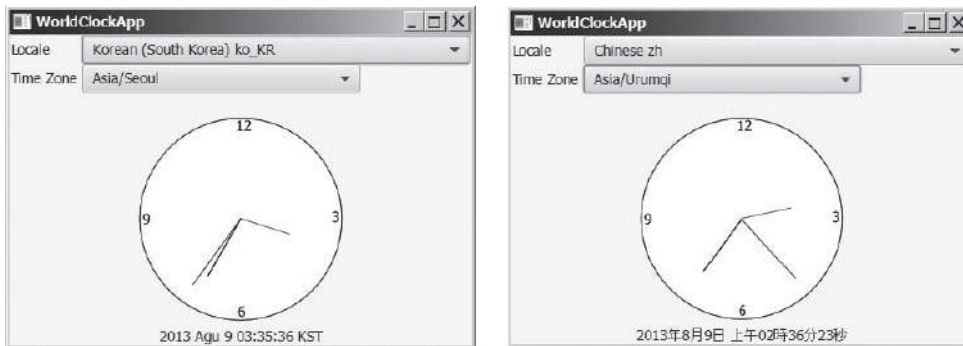 WorldClockApp
Locale
Korean (South Korea) ko_KR
Time Zone
Asia/Seoul
12
9
3
6
2013 Agu 9 03:35:36 KST
WorldClockApp
Locale
Chinese zh
Time Zone
Asia/Urumqi
12
9
3
6
2013年8月9日 上午02時36分23秒